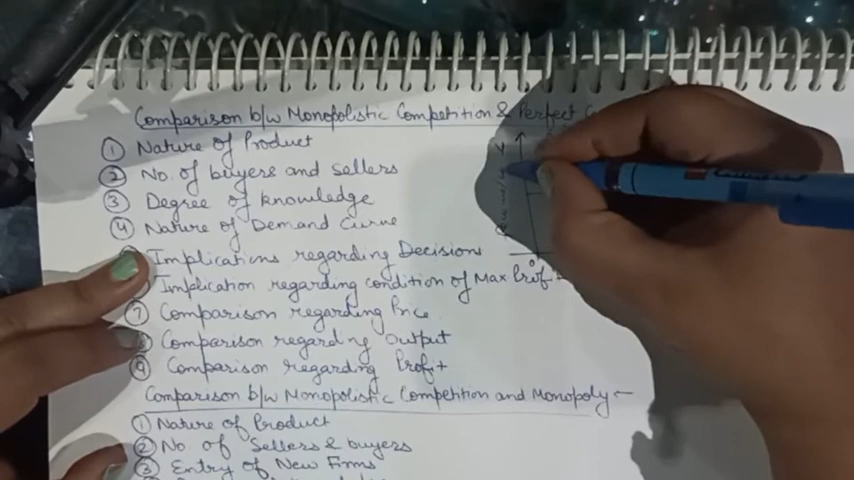 Comparison b/w Monopolistic Competition & Perfect
① Nature of Product
② No. of buyers and sellers
③ Degree of knowledge
④ Nature of Demand Curve
Implications regarding Decisions
Implication regarding condition of Max Profit
⑦ Comparison regarding Price
⑧ Comparison regarding Output
⑨ Comparison regarding Profit
Comparison b/w Monopolistic Competition and Monopoly -
① Nature of Product
② No. of Sellers & buyers
③ Entry of New Firms